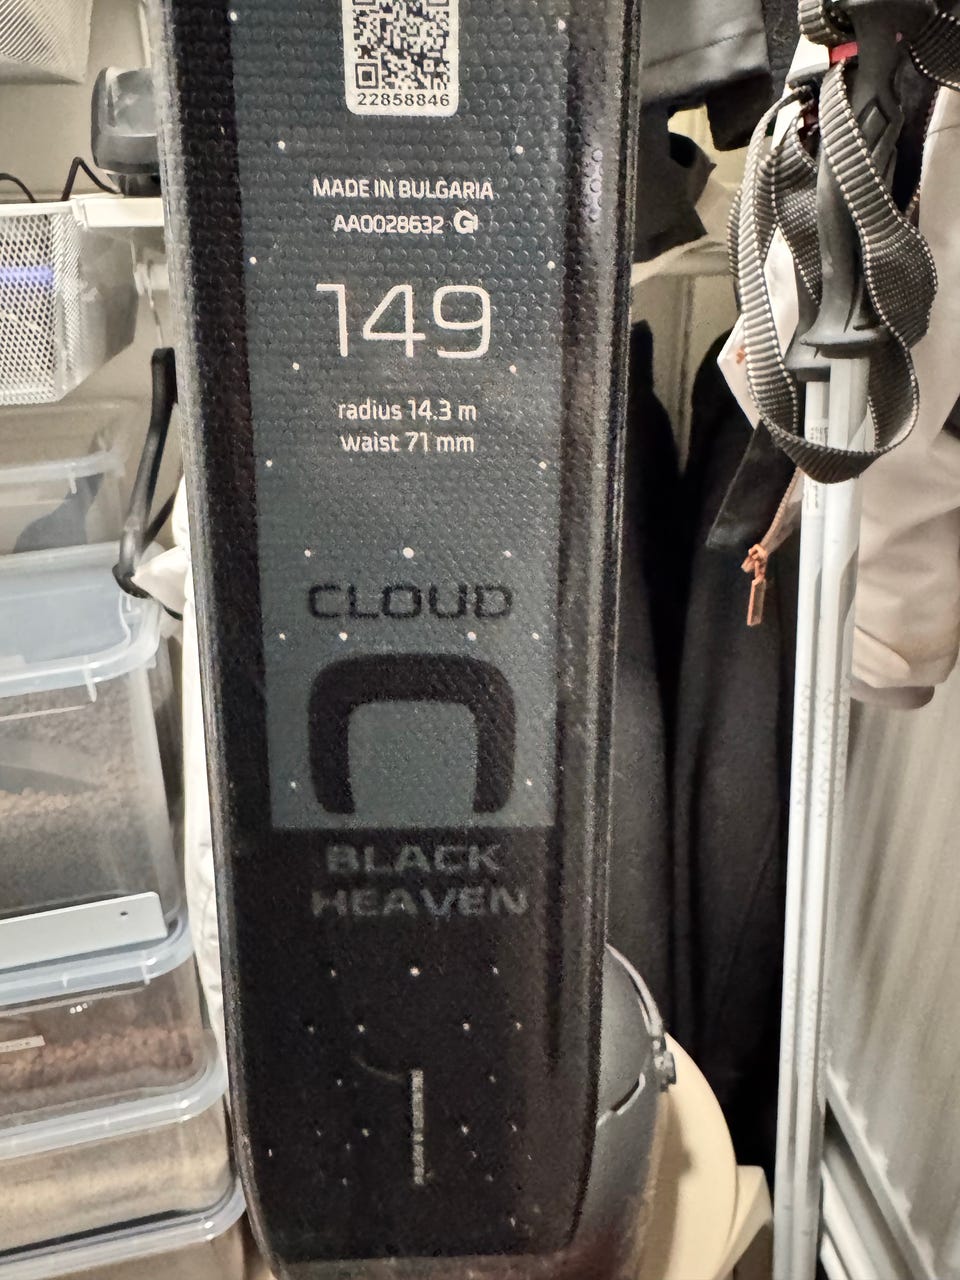 22858846
MADE IN BULGARIA
AA0028632 G
149
radius 14.3 m
waist 71 mm
CLOUD
BLACK
HEAVEN